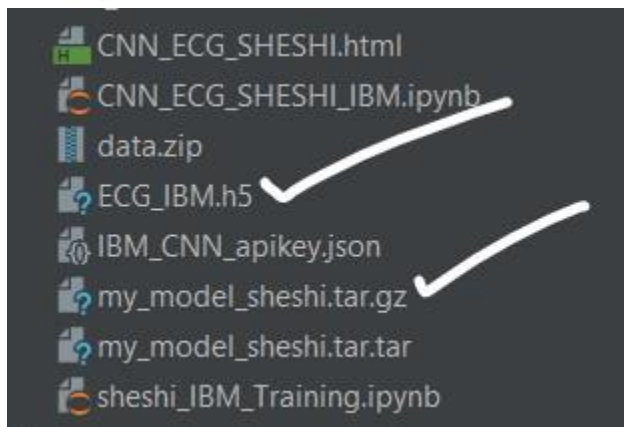 CNN_ECG_SHESHI.html
CNN_ECG_SHESHI_IBM.ipynb
data.zip
ECG_IBM.h5
IBM_CNN_apikey.json
my_model_sheshi.tar.gz
my_model_sheshi.tar.tar
sheshi_IBM_Training.ipynb